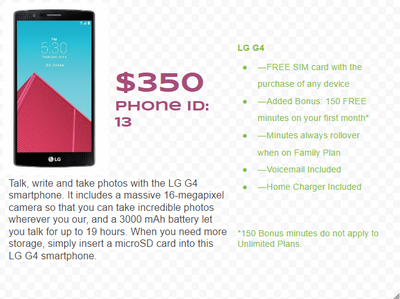 5:30
LG
$350
PHONE ID:
13
Talk, write and take photos with the LG G4
smartphone. It includes a massive 16-megapixel
camera so that you can take incredible photos
wherever you our, and a 3000 mAh battery let
you talk for up to 19 hours. When you need more
storage, simply insert a microSD card into this
LG G4 smartphone.
LG G4
—FREE SIM card with the
purchase of any device
—Added Bonus: 150 FREE
minutes on your first month*
—Minutes always rollover
when on Family Plan
—Voicemail Included
—Home Charger Included
*150 Bonus minutes do not apply to
Unlimited Plans.